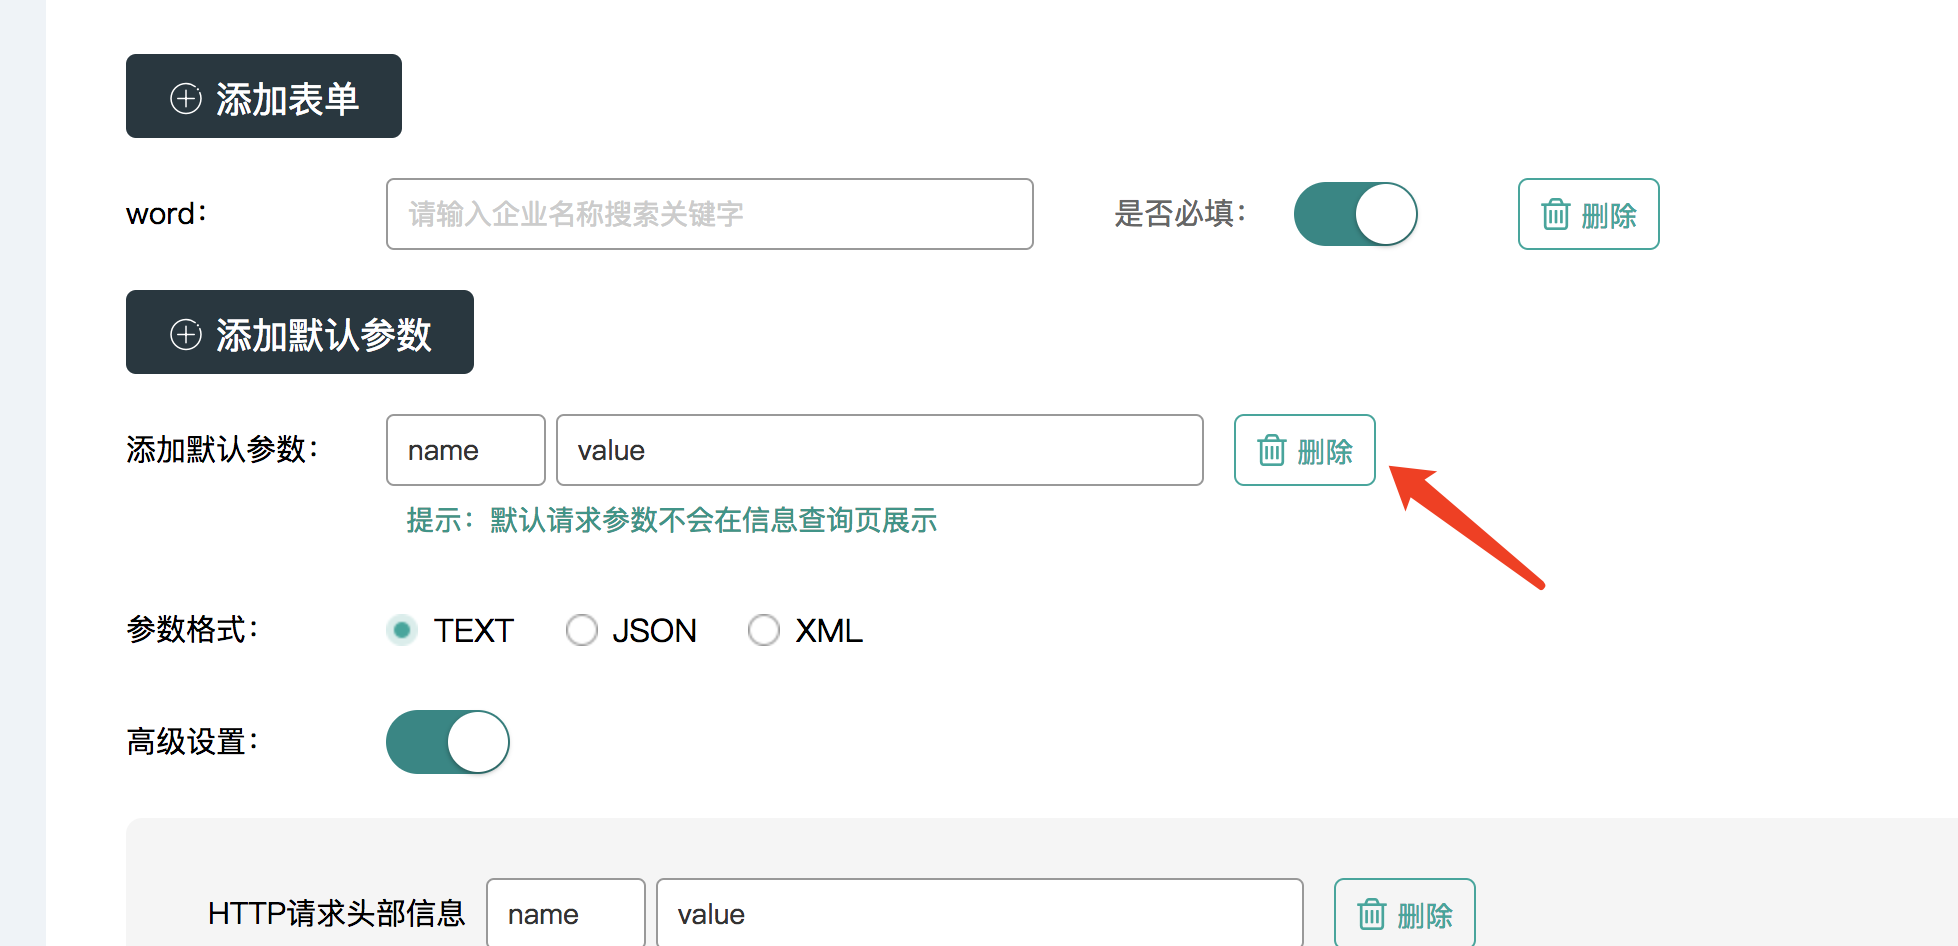 添加表单
word： 请输入企业名称搜索关键字 是否必填： 删除
添加默认参数
添加默认参数： name value 删除
提示：默认请求参数不会在信息查询页展示
参数格式： TEXT JSON XML
高级设置：
HTTP请求头部信息 name value 删除